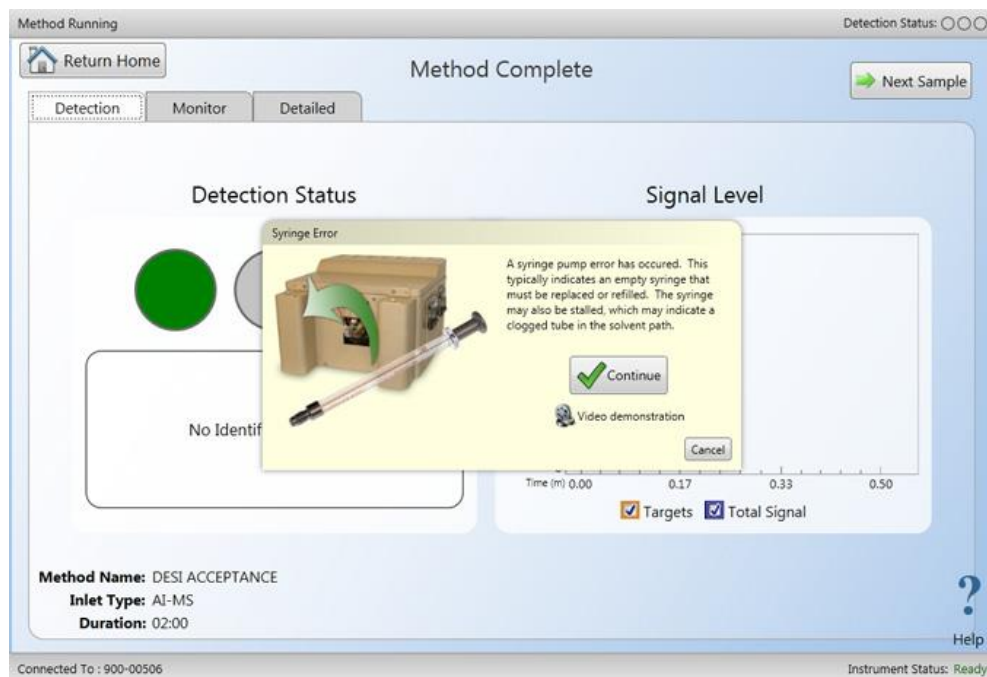 Method Running
Detection Status:
Return Home
Method Complete
Next Sample
Detection
Monitor
Detailed
Detection Status
Signal Level
Syringe Error
A syringe pump error has occured. This
typically indicates an empty syringe that
must be replaced or refilled. The syringe
may also be stalled, which may indicate a
clogged tube in the solvent path.
Continue
Video demonstration
Cancel
No Identif
Time (m) 0.00 0.17 0.33 0.50
Targets Total Signal
Method Name: DESI ACCEPTANCE
Inlet Type: AI-MS
Duration: 02:00
?
Help
Connected To : 900-00506
Instrument Status: Ready